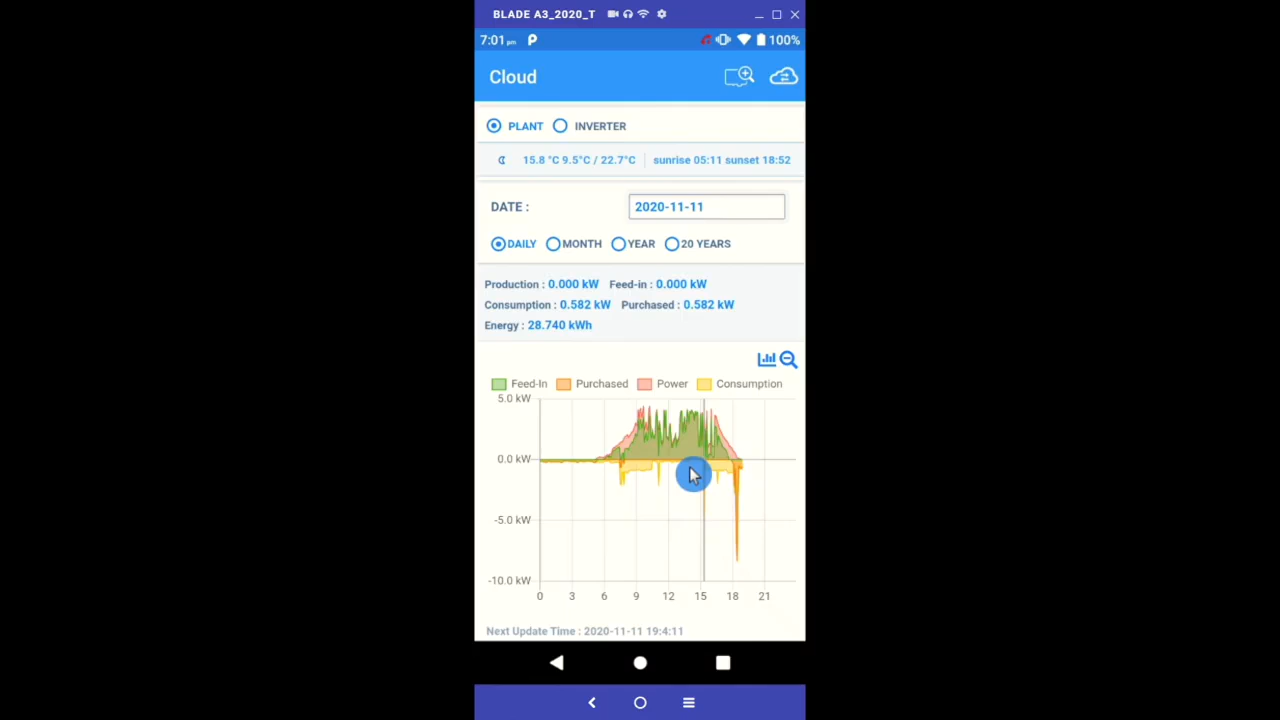 BLADE A3_2020_T
7:01 pm 100%
Cloud
PLANT INVERTER
15.8 °C 9.5°C / 22.7°C sunrise 05:11 sunset 18:52
DATE : 2020-11-11
DAILY MONTH YEAR 20 YEARS
Production : 0.000 kW Feed-in : 0.000 kW
Consumption : 0.582 kW Purchased : 0.582 kW
Energy : 28.740 kWh
Feed-In Purchased Power Consumption
5.0 kW
0.0 kW
-5.0 kW
-10.0 kW
0 3 6 9 12 15 18 21
Next Update Time : 2020-11-11 19:4:11